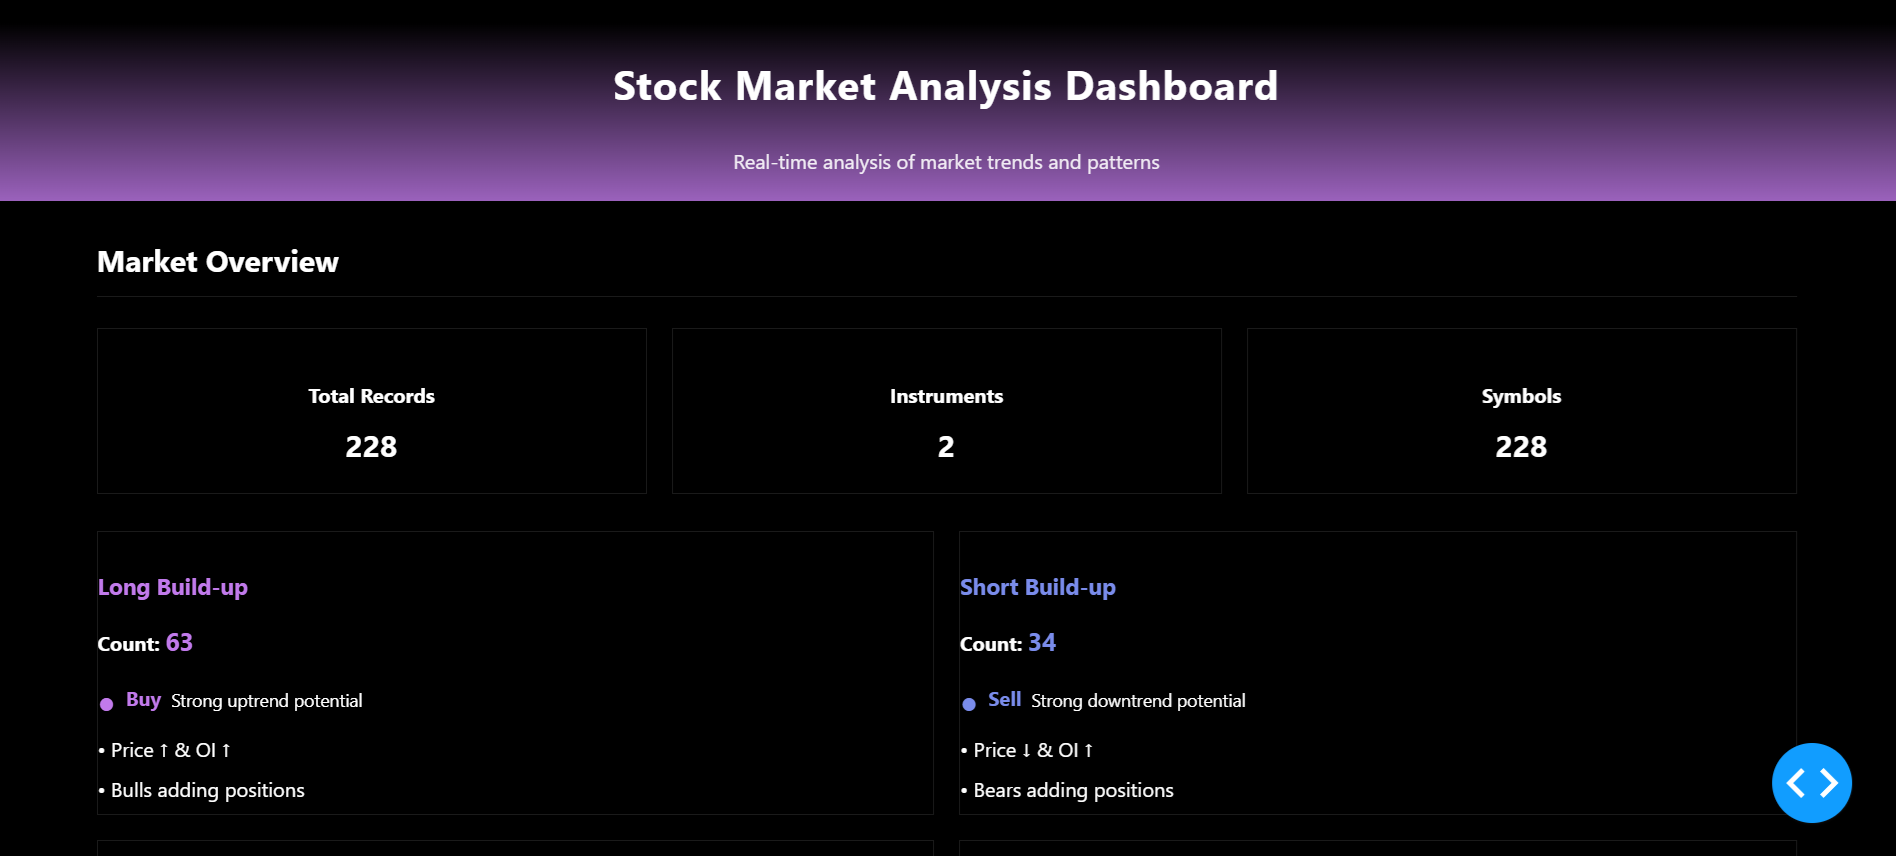 Stock Market Analysis Dashboard
Real-time analysis of market trends and patterns
Market Overview
Total Records
228
Instruments
2
Symbols
228
Long Build-up
Count: 63
● Buy Strong uptrend potential
• Price ↑ & OI ↑
• Bulls adding positions
Short Build-up
Count: 34
● Sell Strong downtrend potential
• Price ↓ & OI ↑
• Bears adding positions